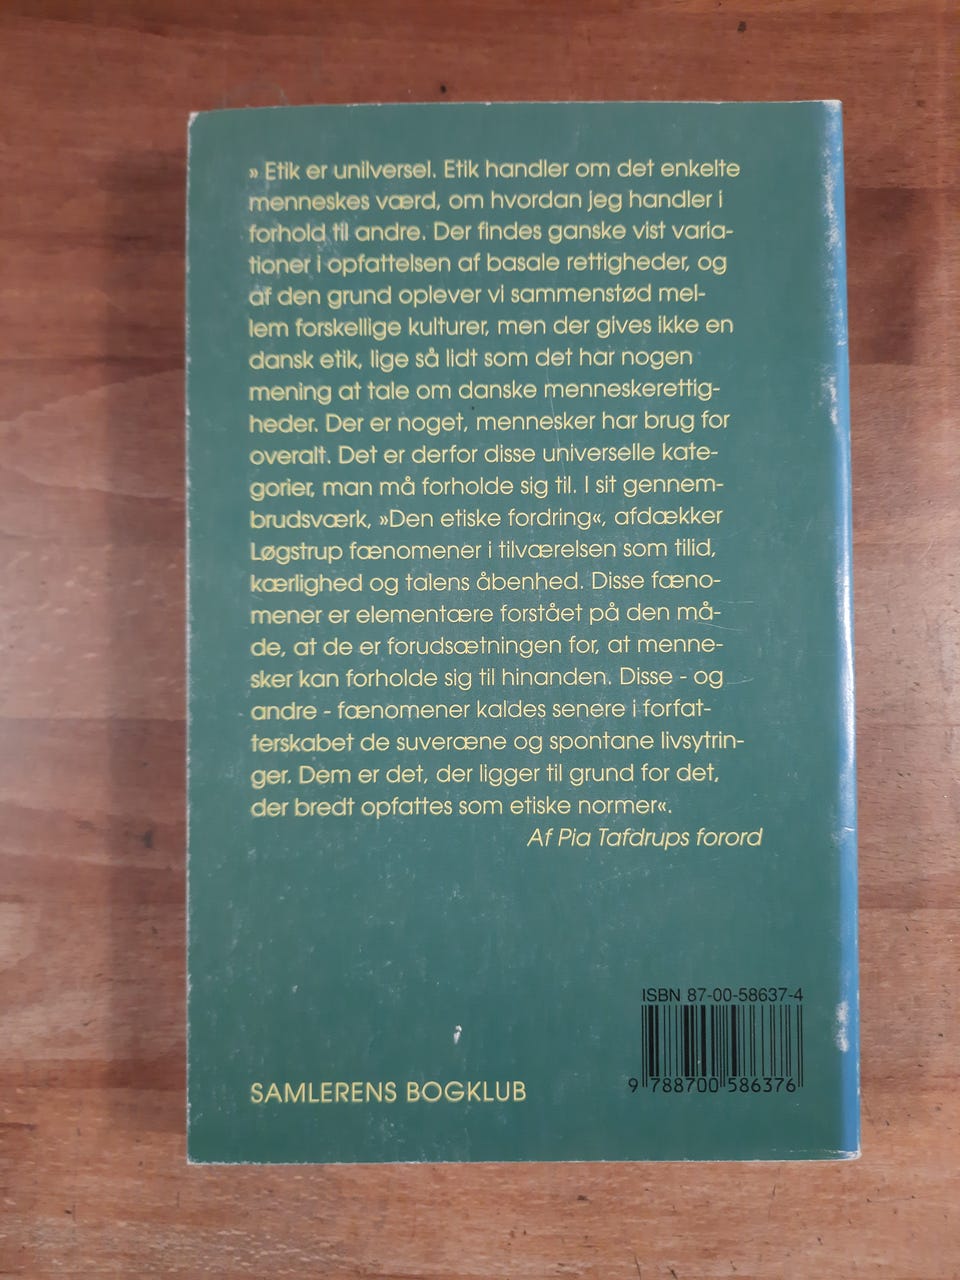 » Etik er unilversel. Etik handler om det enkelte
menneskes værd, om hvordan jeg handler i
forhold til andre. Der findes ganske vist varia-
tioner i opfattelsen af basale rettigheder, og
af den grund oplever vi sammenstød mel-
lem forskellige kulturer, men der gives ikke en
dansk etik, lige så lidt som det har nogen
mening at tale om danske menneskerettig-
heder. Der er noget, mennesker har brug for
overalt. Det er derfor disse universelle kate-
gorier, man må forholde sig til. I sit gennem-
brudsværk, »Den etiske fordring«, afdækker
Løgstrup fænomener i tilværelsen som tilid,
kærlighed og talens åbenhed. Disse fæno-
mener er elementære forstået på den må-
de, at de er forudsætningen for, at menne-
sker kan forholde sig til hinanden. Disse - og
andre - fænomener kaldes senere i forfat-
terskabet de suveræne og spontane livsytrin-
ger. Dem er det, der ligger til grund for det,
der bredt opfattes som etiske normer«.
Af Pia Tafdrups forord
ISBN 87-00-58637-4
9 788700 586376
SAMLERENS BOGKLUB